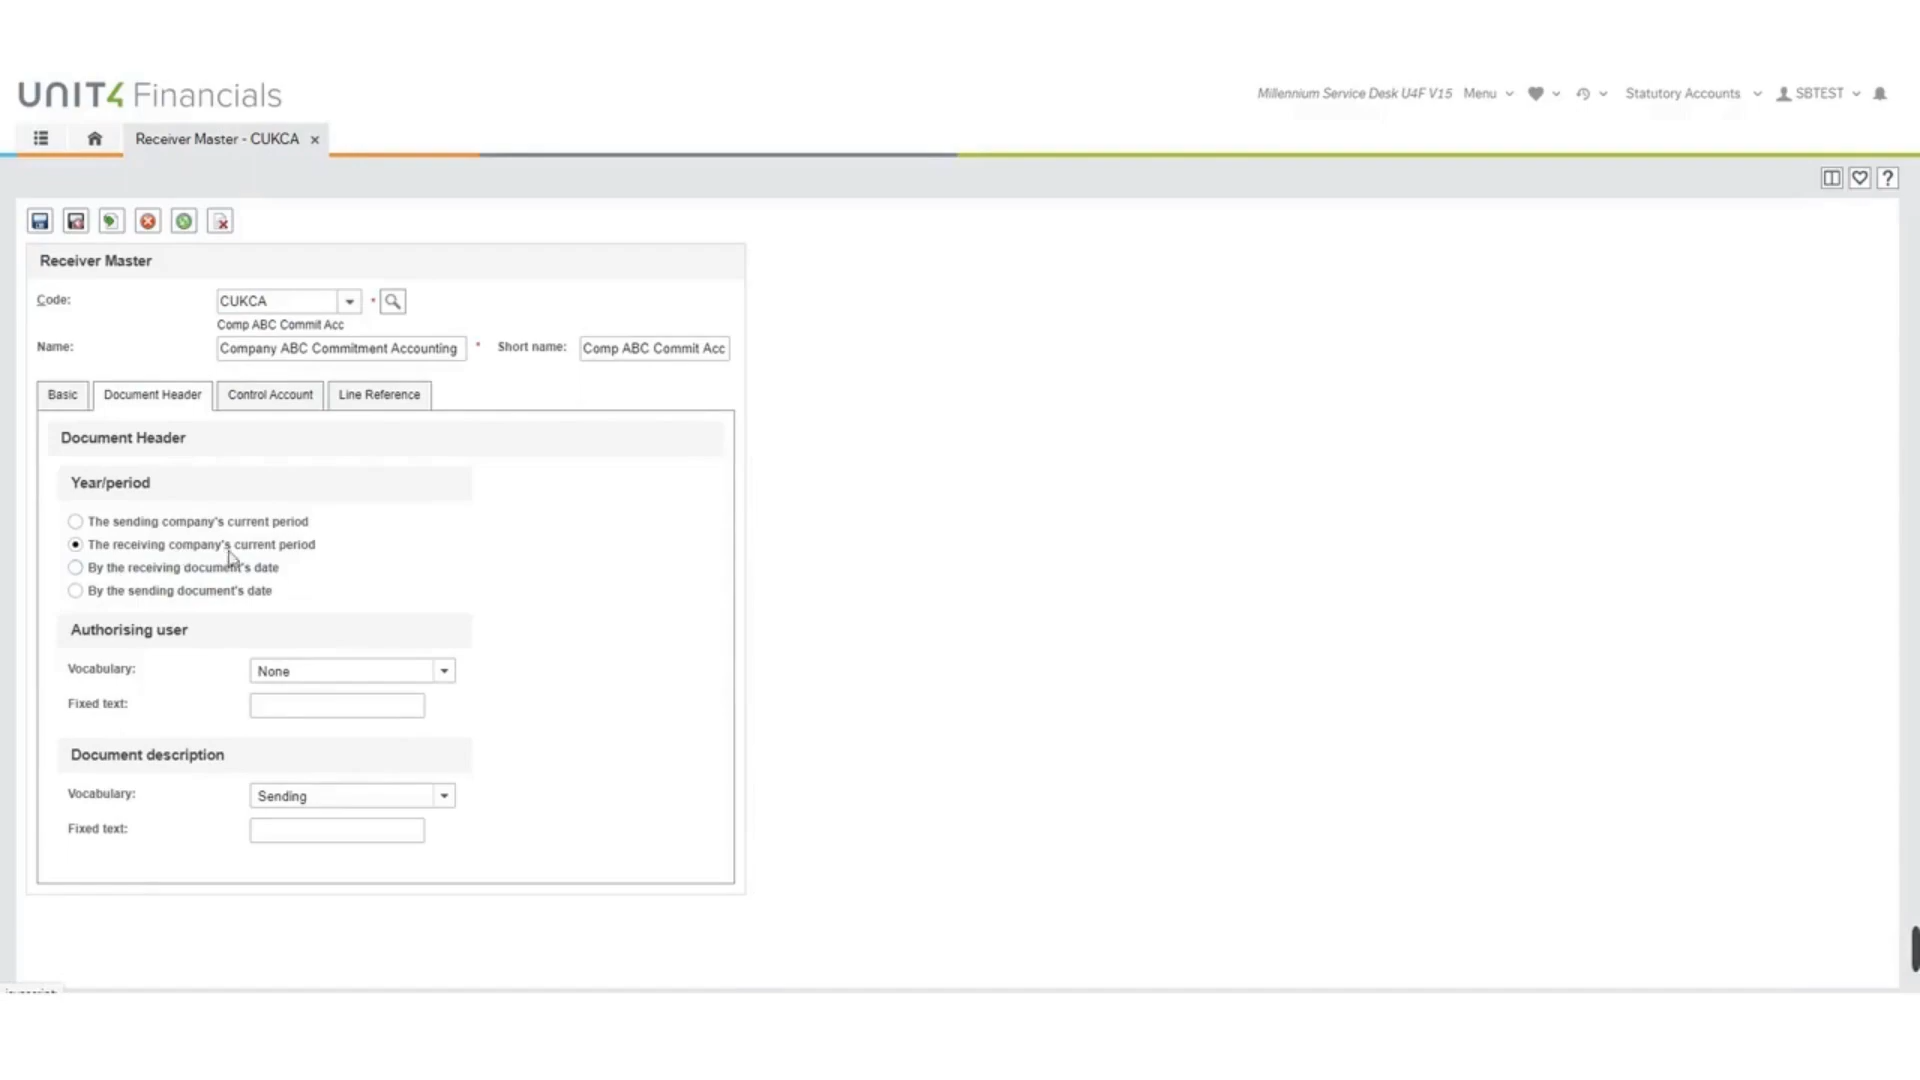 UNIT4 Financials
Millennium Service Desk U4F V15 Menu Statutory Accounts SBTEST
Receiver Master - CUKCA ×
?
Receiver Master
Code: CUKCA *
Comp ABC Commit Acc
Name: Company ABC Commitment Accounting * Short name: Comp ABC Commit Acc
Basic Document Header Control Account Line Reference
Document Header
Year/period
The sending company's current period
The receiving company's current period
By the receiving document's date
By the sending document's date
Authorising user
Vocabulary: None
Fixed text:
Document description
Vocabulary: Sending
Fixed text: